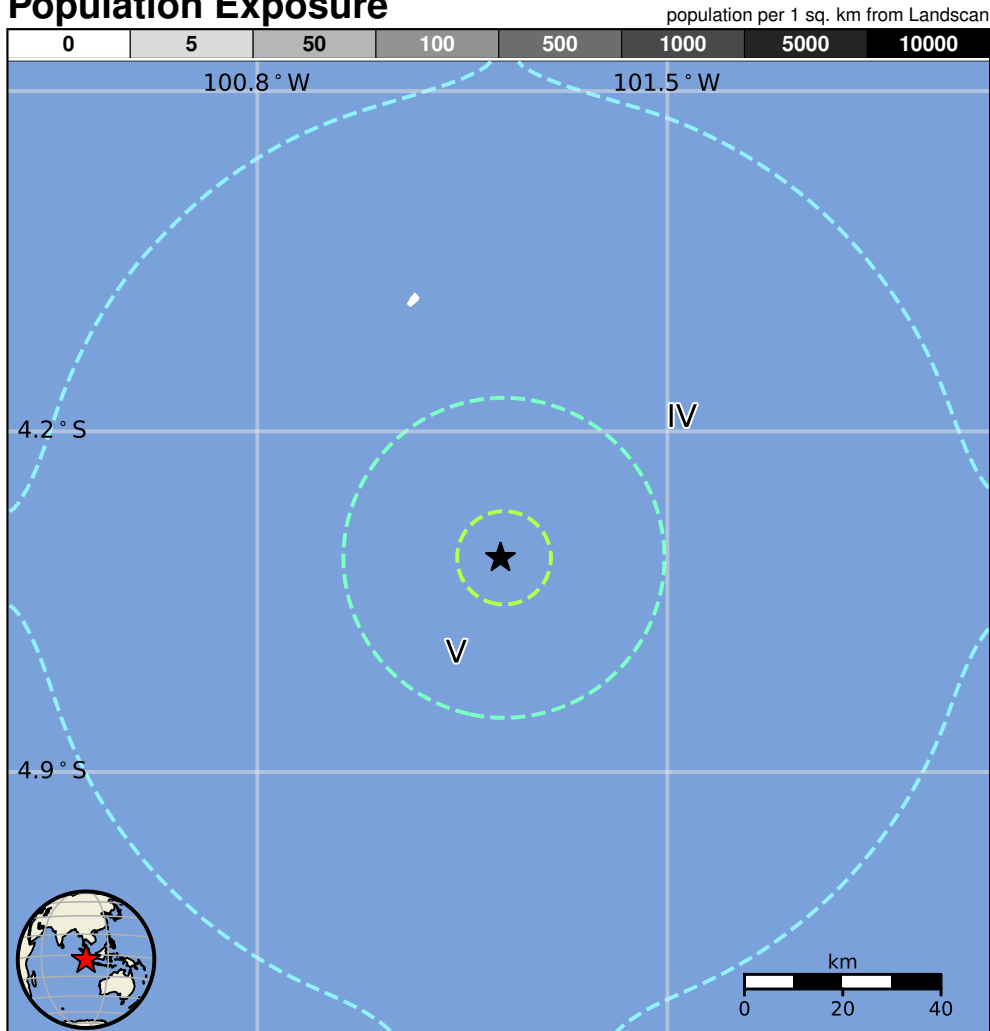 Population Exposure
population per 1 sq. km from Landscan
0 5 50 100 500 1000 5000 10000
100.8°W 101.5°W
IV
4.2°S
V
4.9°S
km
0 20 40